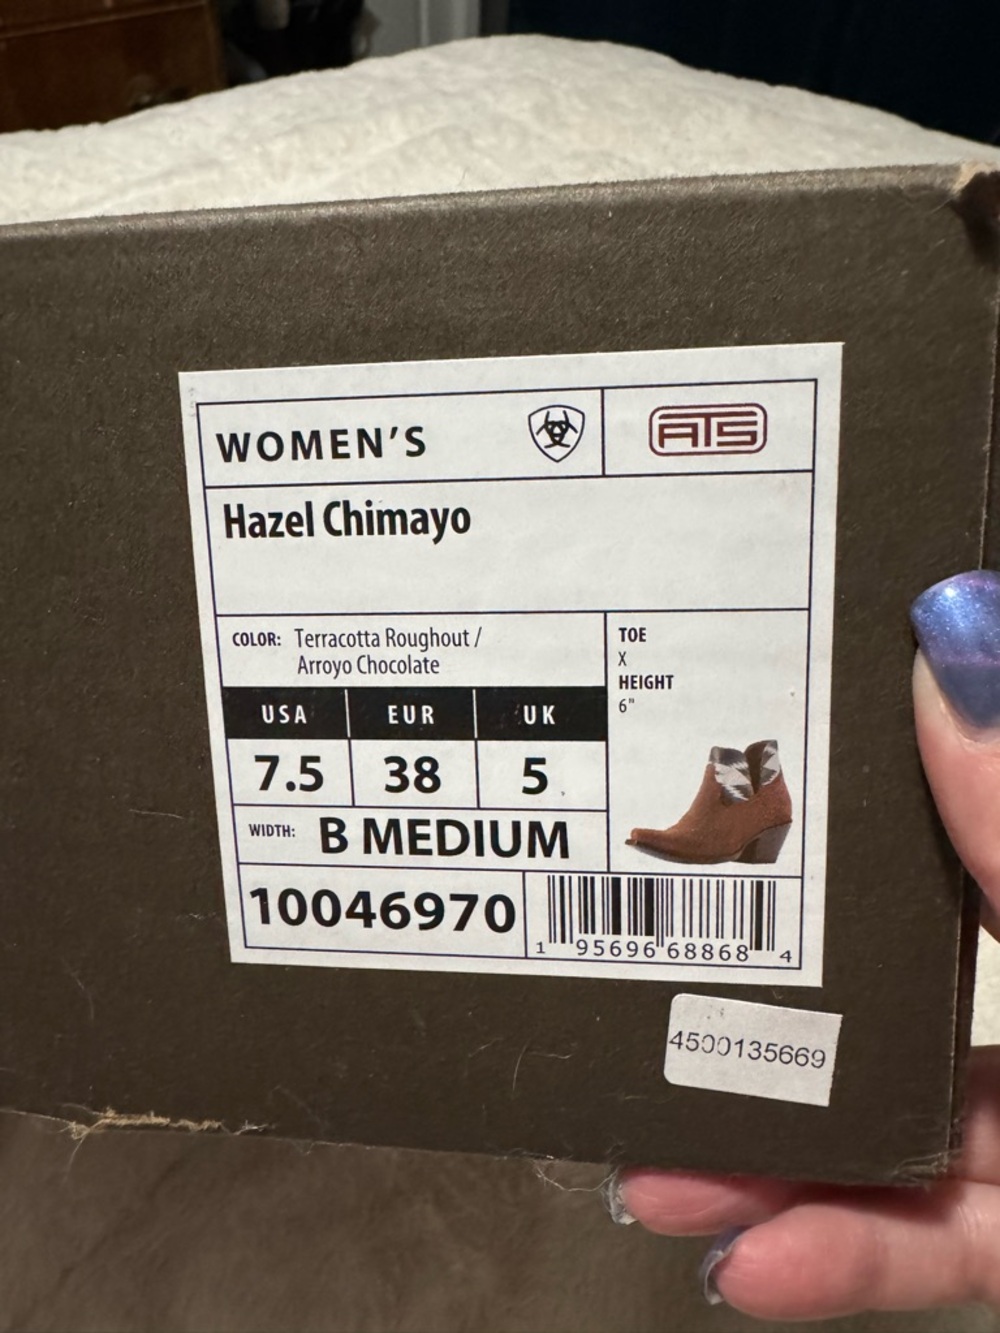 WOMEN'S
ATS
Hazel Chimayo
COLOR: Terracotta Roughout /
Arroyo Chocolate
TOE
X
HEIGHT
6"
USA EUR UK
7.5 38 5
WIDTH: B MEDIUM
10046970
1 95696 68868 4
4500135669